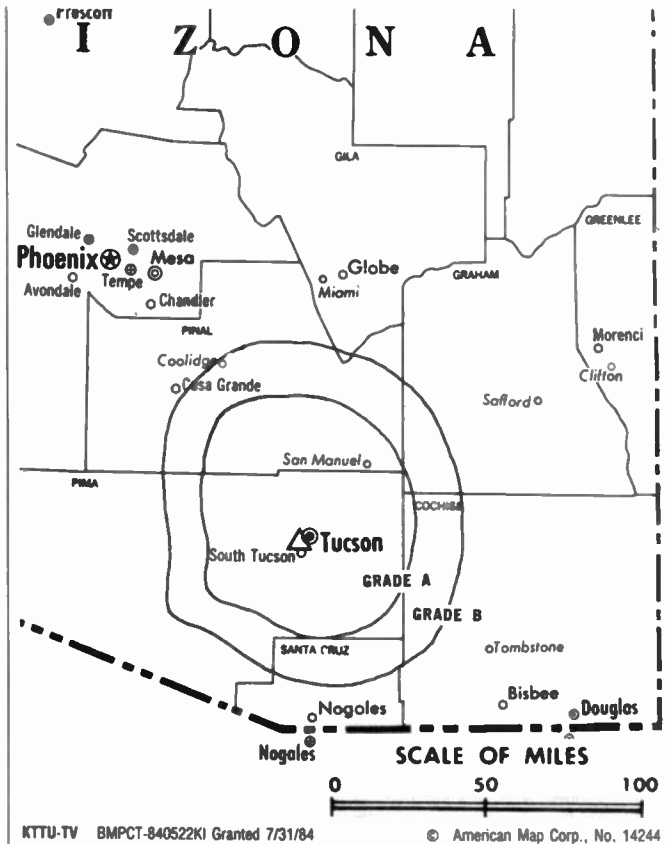 Prescott
I Z O N A
GILA
GREENLEE
Glendale
Scottsdale
Phoenix
Mesa
Tempe
Avondale
Globe
Miami
GRAHAM
Chandler
PINAL
Morenci
Coolidge
Clifton
Casa Grande
Safford
San Manuel
PIMA
COCHISE
Tucson
South Tucson
GRADE A
GRADE B
SANTA CRUZ
Tombstone
Bisbee
Nogoles
Douglas
Nogales
SCALE OF MILES
0 50 100
KTTU-TV BMPCT-840522KI Granted 7/31/84 © American Map Corp., No. 14244